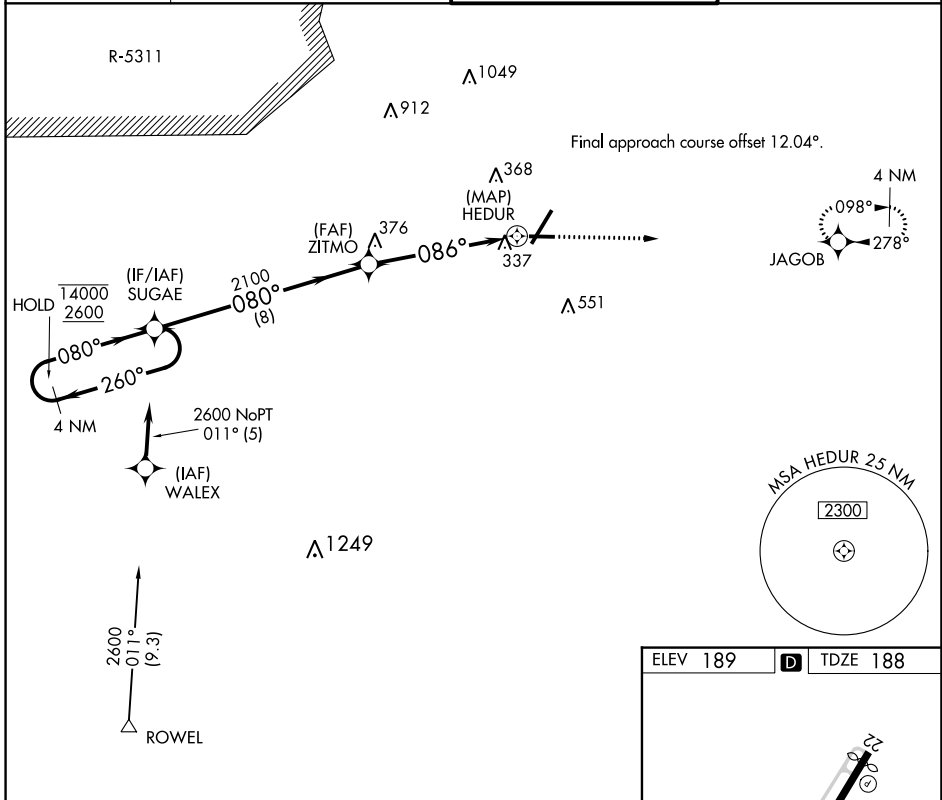 R-5311
1049
912
Final approach course offset 12.04°.
368
4 NM
(MAP)
HEDUR
098°
278°
JAGOB
(FAF)
ZITMO
376
086°
337
(IF/IAF)
SUGAE
2100
080°
(8)
HOLD
14000
2600
551
080°
260°
4 NM
2600 NoPT
011° (5)
(IAF)
WALEX
MSA HEDUR 25 NM
2300
1249
2600
011°
(9.3)
ROWEL
ELEV 189
D
TDZE 188
22
P